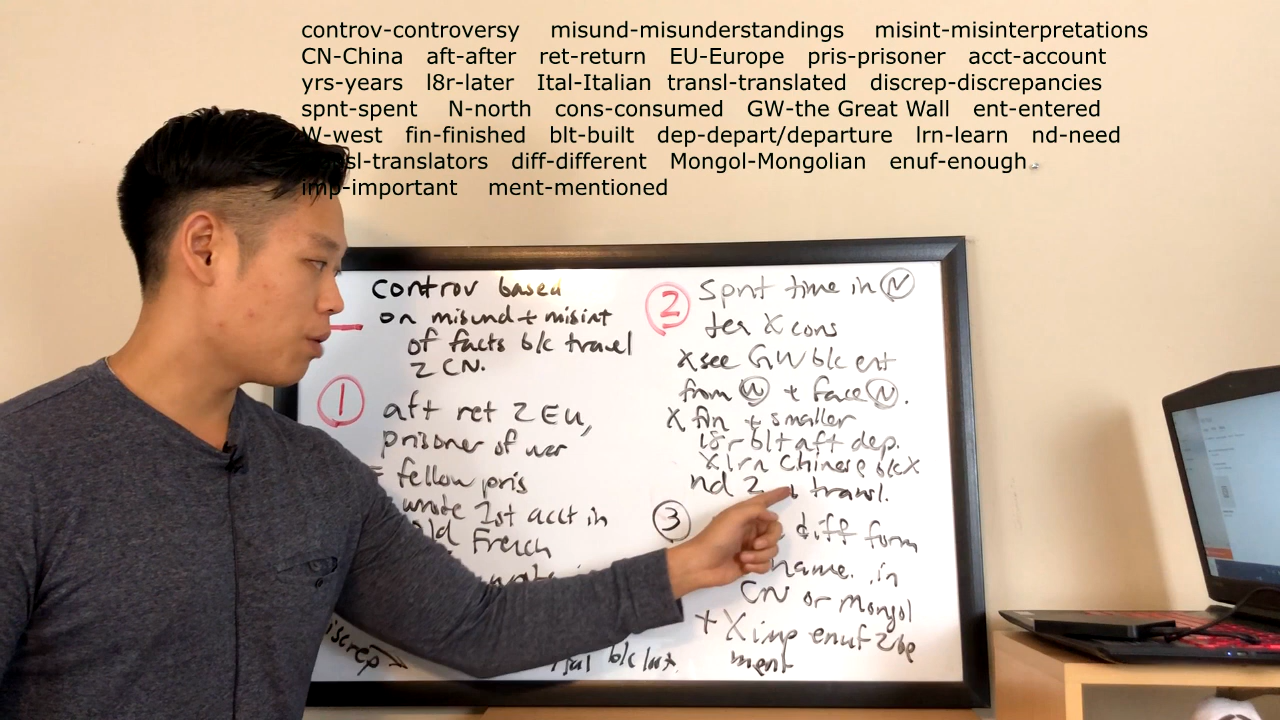 controv-controversy misund-misunderstandings misint-misinterpretations
CN-China aft-after ret-return EU-Europe pris-prisoner acct-account
yrs-years l8r-later Ital-Italian transl-translated discrep-discrepancies
spnt-spent N-north cons-consumed GW-the Great Wall ent-entered
W-west fin-finished blt-built dep-depart/departure lrn-learn nd-need
sl-translators diff-different Mongol-Mongolian enuf-enough
imp-important ment-mentioned
controv based
on misund + misint
of facts b/c travel
2 CN.
1
aft ret 2 EU,
prisoner of war
fellow pris
wrote 1st acct in
old French
wrote in
discrep
b/c lost
2
spnt time in N
tea X cons
X see GW b/c ent
from W + face N.
X fin + smaller
l8r blt aft dep.
X lrn Chinese b/c X
nd 2 transl.
3
diff form
name. in
CN or Mongol
+ X imp enuf 2 be
ment